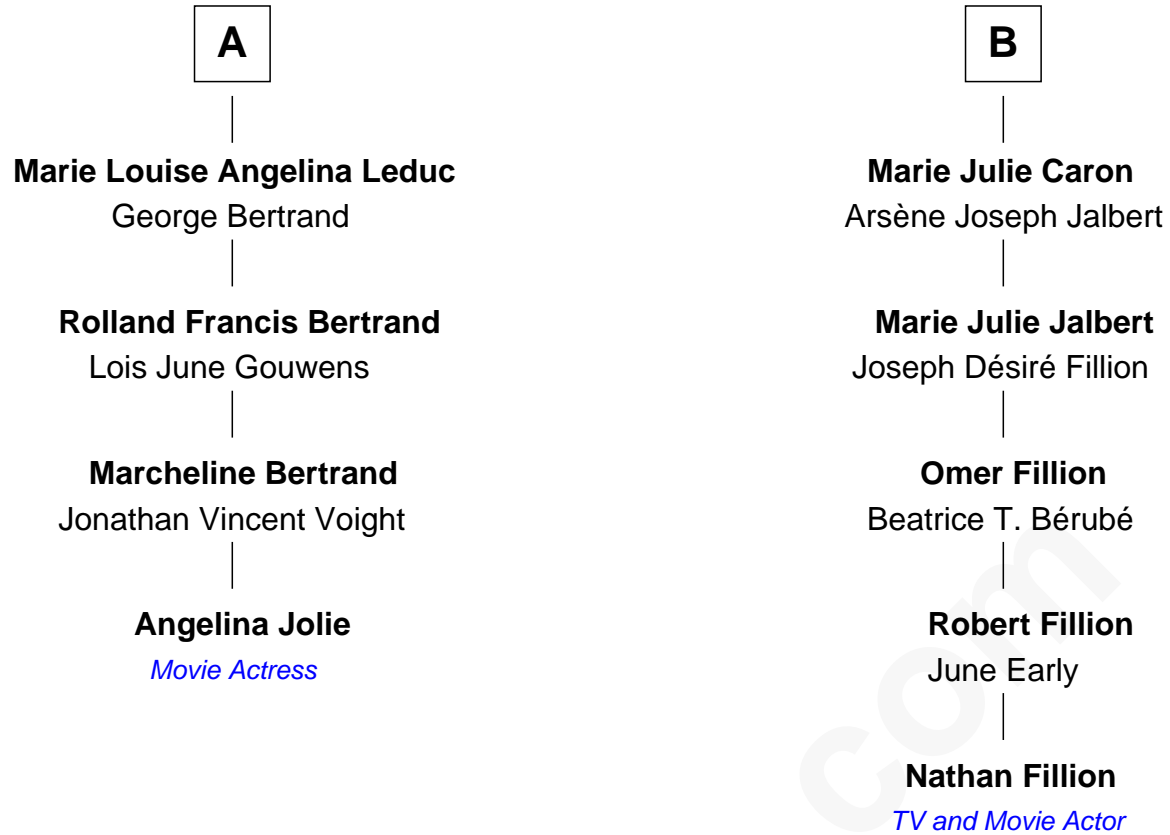 A
Marie Louise Angelina Leduc
George Bertrand
Rolland Francis Bertrand
Lois June Gouwens
Marcheline Bertrand
Jonathan Vincent Voight
Angelina Jolie
Movie Actress
B
Marie Julie Caron
Arsène Joseph Jalbert
Marie Julie Jalbert
Joseph Désiré Fillion
Omer Fillion
Beatrice T. Bérubé
Robert Fillion
June Early
Nathan Fillion
TV and Movie Actor
com